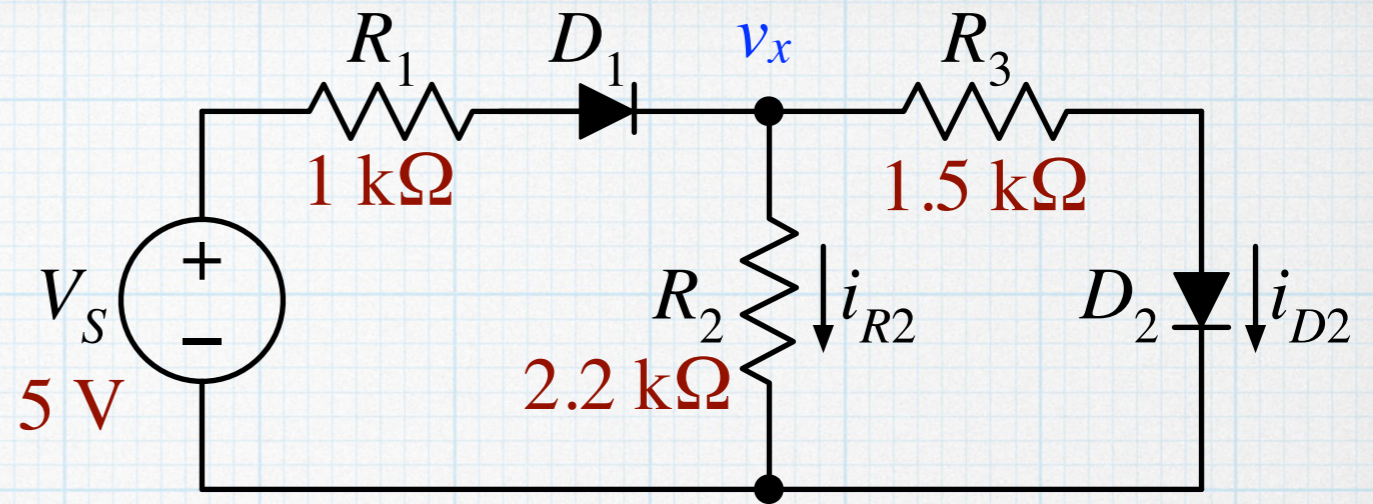 R1
D1
vx
R3
1 kΩ
1.5 kΩ
+
−
VS
5 V
R2
iR2
2.2 kΩ
D2
iD2